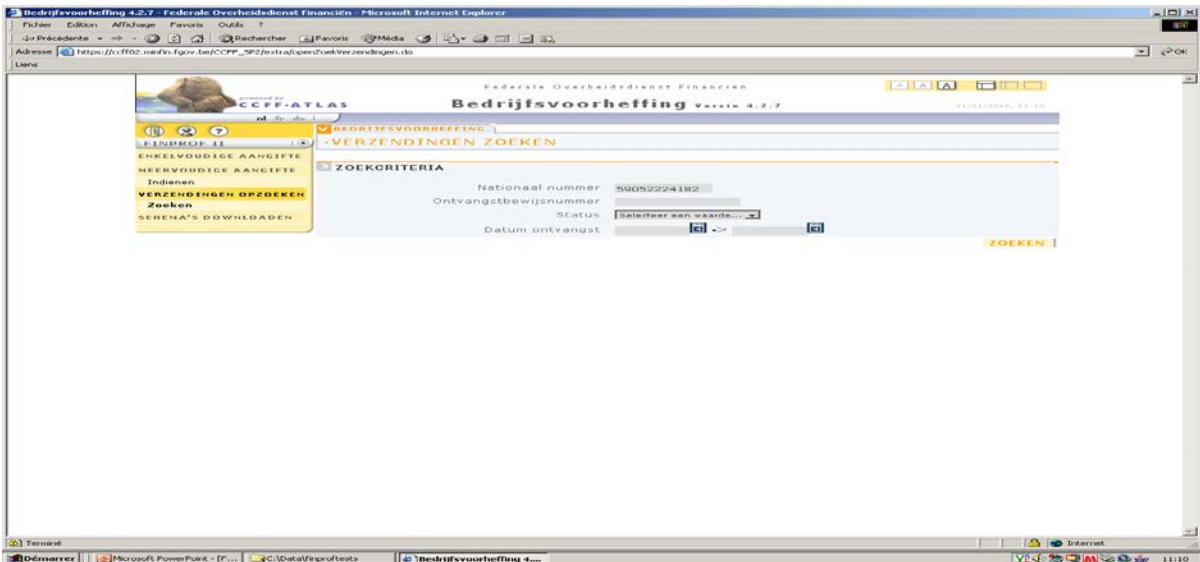 Bedrijfsvoorheffing 4.2.7 - Federale Overheidsdienst Financiën - Microsoft Internet Explorer
Fichier Edition Affichage Favoris Outils ?
Précédente Rechercher Favoris Média
Adresse https://ccff02.minfin.fgov.be/CCFF_SP2/extra/openZoekVerzendingen.do OK
Liens
powered by
CCFF-ATLAS
Federale Overheidsdienst Financiën
Bedrijfsvoorheffing Versie 4.2.7
A A A
nl fr de
BEDRIJFSVOORHEFFING
FINPROF II
VERZENDINGEN ZOEKEN
ENKELVOUDIGE AANGIFTE
MEERVOUDIGE AANGIFTE
Indienen
VERZENDINGEN OPZOEKEN
Zoeken
SCHEMA'S DOWNLOADEN
ZOEKCRITERIA
Nationaal nummer 59052224182
Ontvangstbewijsnummer
Status Selecteer een waarde...
Datum ontvangst ->
ZOEKEN
Terminé Internet
Démarrer Microsoft PowerPoint - [F... C:\Data\finproftests Bedrijfsvoorheffing 4.... 11:10